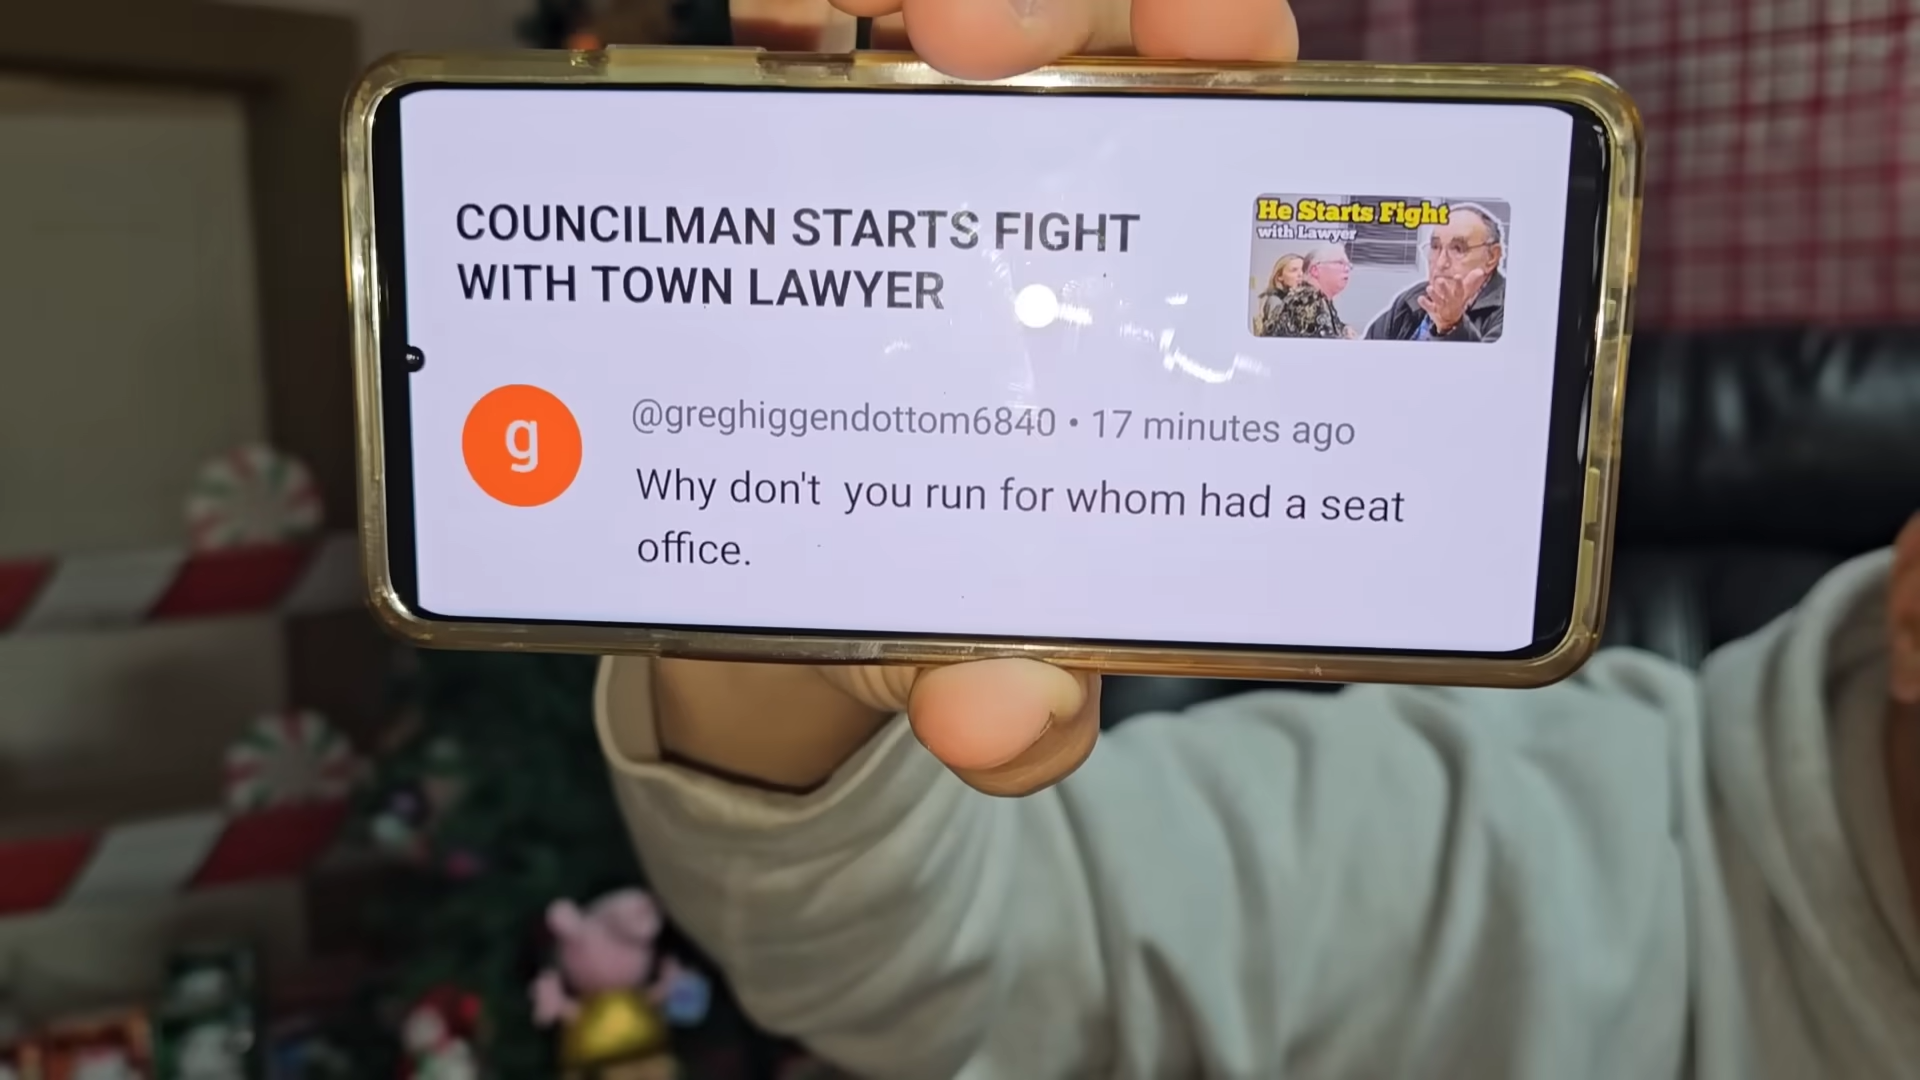 COUNCILMAN STARTS FIGHT
WITH TOWN LAWYER
He Starts Fight
with Lawyer
g
@greghiggendottom6840 • 17 minutes ago
Why don't  you run for whom had a seat
office.